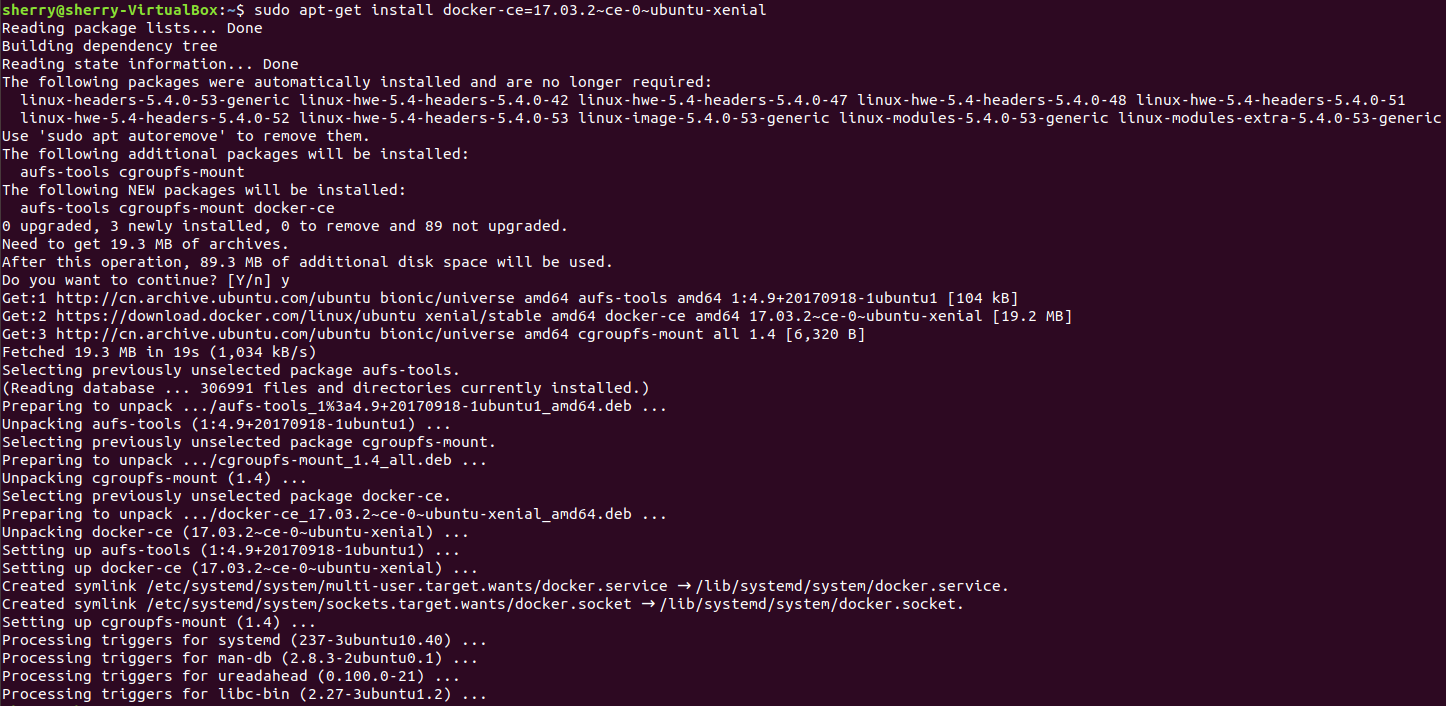 sherry@sherry-VirtualBox:~$ sudo apt-get install docker-ce=17.03.2~ce-0~ubuntu-xenial
Reading package lists... Done
Building dependency tree
Reading state information... Done
The following packages were automatically installed and are no longer required:
  linux-headers-5.4.0-53-generic linux-hwe-5.4-headers-5.4.0-42 linux-hwe-5.4-headers-5.4.0-47 linux-hwe-5.4-headers-5.4.0-48 linux-hwe-5.4-headers-5.4.0-51
  linux-hwe-5.4-headers-5.4.0-52 linux-hwe-5.4-headers-5.4.0-53 linux-image-5.4.0-53-generic linux-modules-5.4.0-53-generic linux-modules-extra-5.4.0-53-generic
Use 'sudo apt autoremove' to remove them.
The following additional packages will be installed:
  aufs-tools cgroupfs-mount
The following NEW packages will be installed:
  aufs-tools cgroupfs-mount docker-ce
0 upgraded, 3 newly installed, 0 to remove and 89 not upgraded.
Need to get 19.3 MB of archives.
After this operation, 89.3 MB of additional disk space will be used.
Do you want to continue? [Y/n] y
Get:1 http://cn.archive.ubuntu.com/ubuntu bionic/universe amd64 aufs-tools amd64 1:4.9+20170918-1ubuntu1 [104 kB]
Get:2 https://download.docker.com/linux/ubuntu xenial/stable amd64 docker-ce amd64 17.03.2~ce-0~ubuntu-xenial [19.2 MB]
Get:3 http://cn.archive.ubuntu.com/ubuntu bionic/universe amd64 cgroupfs-mount all 1.4 [6,320 B]
Fetched 19.3 MB in 19s (1,034 kB/s)
Selecting previously unselected package aufs-tools.
(Reading database ... 306991 files and directories currently installed.)
Preparing to unpack .../aufs-tools_1%3a4.9+20170918-1ubuntu1_amd64.deb ...
Unpacking aufs-tools (1:4.9+20170918-1ubuntu1) ...
Selecting previously unselected package cgroupfs-mount.
Preparing to unpack .../cgroupfs-mount_1.4_all.deb ...
Unpacking cgroupfs-mount (1.4) ...
Selecting previously unselected package docker-ce.
Preparing to unpack .../docker-ce_17.03.2~ce-0~ubuntu-xenial_amd64.deb ...
Unpacking docker-ce (17.03.2~ce-0~ubuntu-xenial) ...
Setting up aufs-tools (1:4.9+20170918-1ubuntu1) ...
Setting up docker-ce (17.03.2~ce-0~ubuntu-xenial) ...
Created symlink /etc/systemd/system/multi-user.target.wants/docker.service → /lib/systemd/system/docker.service.
Created symlink /etc/systemd/system/sockets.target.wants/docker.socket → /lib/systemd/system/docker.socket.
Setting up cgroupfs-mount (1.4) ...
Processing triggers for systemd (237-3ubuntu10.40) ...
Processing triggers for man-db (2.8.3-2ubuntu0.1) ...
Processing triggers for ureadahead (0.100.0-21) ...
Processing triggers for libc-bin (2.27-3ubuntu1.2) ...